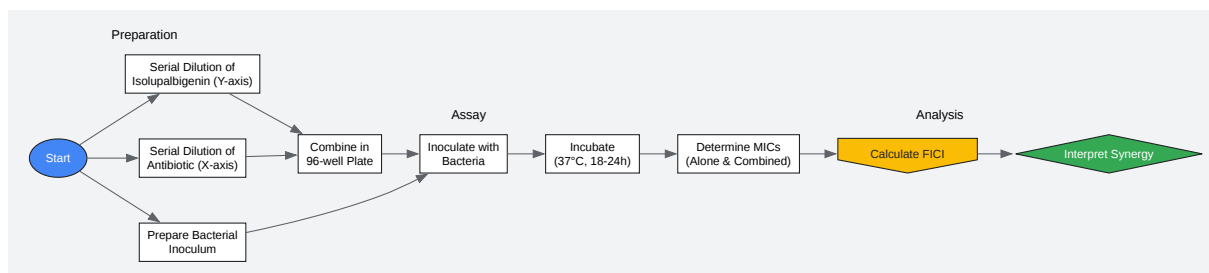 Preparation
Serial Dilution of
Isolupalbigenin (Y-axis)
Assay
Analysis
Start
Serial Dilution of
Antibiotic (X-axis)
Combine in
96-well Plate
Inoculate with
Bacteria
Incubate
(37°C, 18-24h)
Determine MICs
(Alone & Combined)
Calculate FICI
Interpret Synergy
Prepare Bacterial
Inoculum